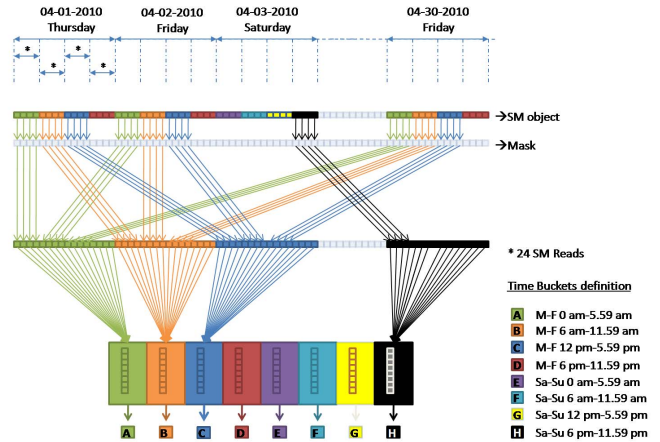 04-01-2010 04-02-2010 04-03-2010 04-30-2010
Thursday Friday Saturday Friday
* *
* *
→SM object
→Mask
* 24 SM Reads
Time Buckets definition
A M-F 0 am-5.59 am
B M-F 6 am-11.59 am
C M-F 12 pm-5.59 pm
D M-F 6 pm-11.59 pm
E Sa-Su 0 am-5.59 am
F Sa-Su 6 am-11.59 am
G Sa-Su 12 pm-5.59 pm
H Sa-Su 6 pm-11.59 pm
A B C D E F G H